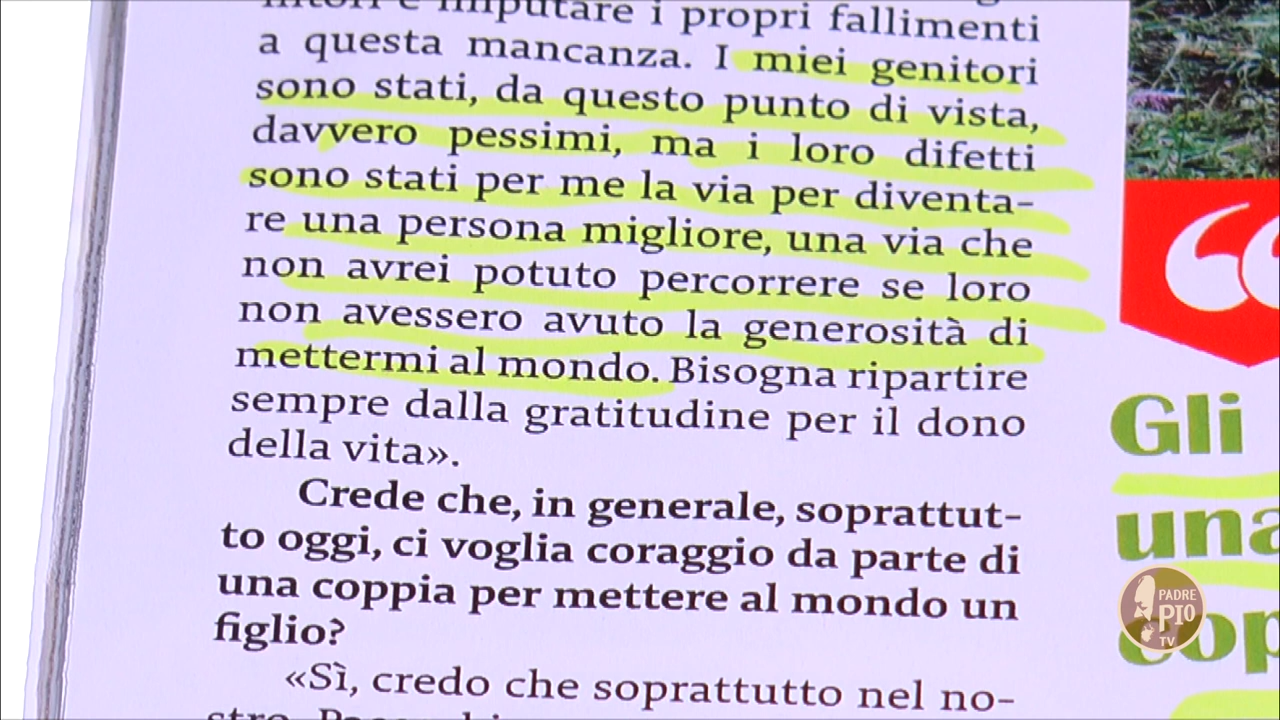 e imputare i propri fallimenti
a questa mancanza. I miei genitori
sono stati, da questo punto di vista,
davvero pessimi, ma i loro difetti
sono stati per me la via per diventa-
re una persona migliore, una via che
non avrei potuto percorrere se loro
non avessero avuto la generosità di
mettermi al mondo. Bisogna ripartire
sempre dalla gratitudine per il dono
della vita».
Crede che, in generale, soprattut-
to oggi, ci voglia coraggio da parte di
una coppia per mettere al mondo un
figlio?
«Sì, credo che soprattutto nel no-
“
Gli
una
cop
PADRE
PIO
TV